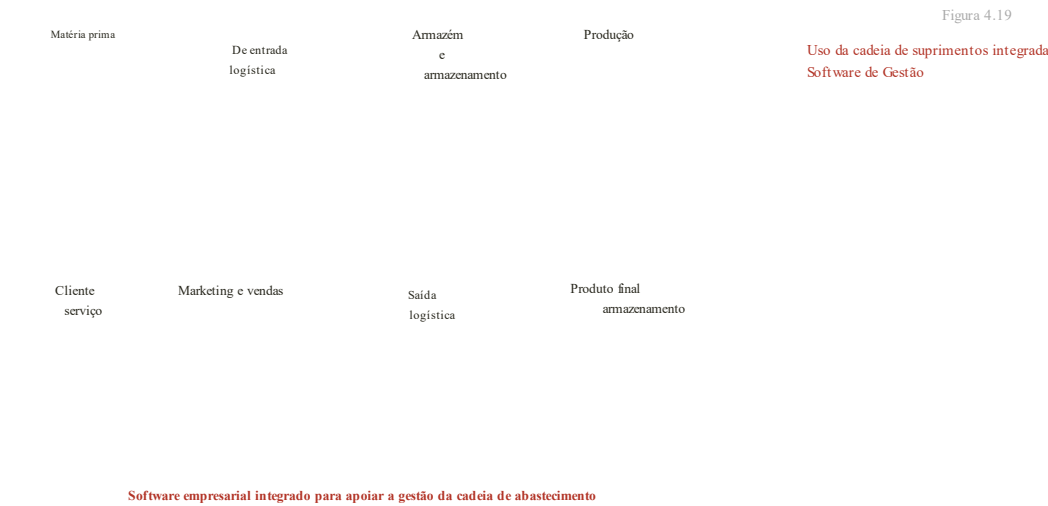 Figura 4.19
Uso da cadeia de suprimentos integrada
Software de Gestão
Matéria prima
De entrada
logística
Armazém
e
armazenamento
Produção
Cliente
serviço
Marketing e vendas
Saída
logística
Produto final
armazenamento
Software empresarial integrado para apoiar a gestão da cadeia de abastecimento